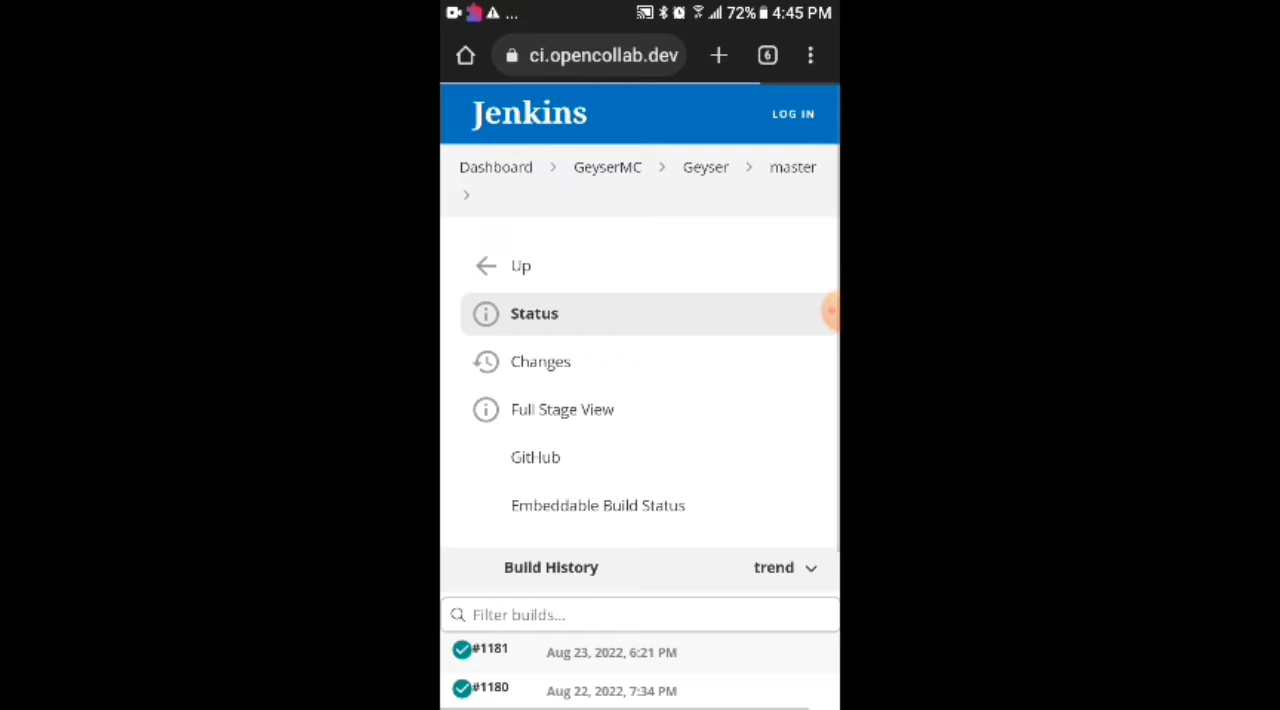 ... 72% 4:45 PM
ci.opencollab.dev 6
Jenkins LOG IN
Dashboard > GeyserMC > Geyser > master
>
Up
Status
Changes
Full Stage View
GitHub
Embeddable Build Status
Build History trend
Filter builds...
#1181 Aug 23, 2022, 6:21 PM
#1180 Aug 22, 2022, 7:34 PM